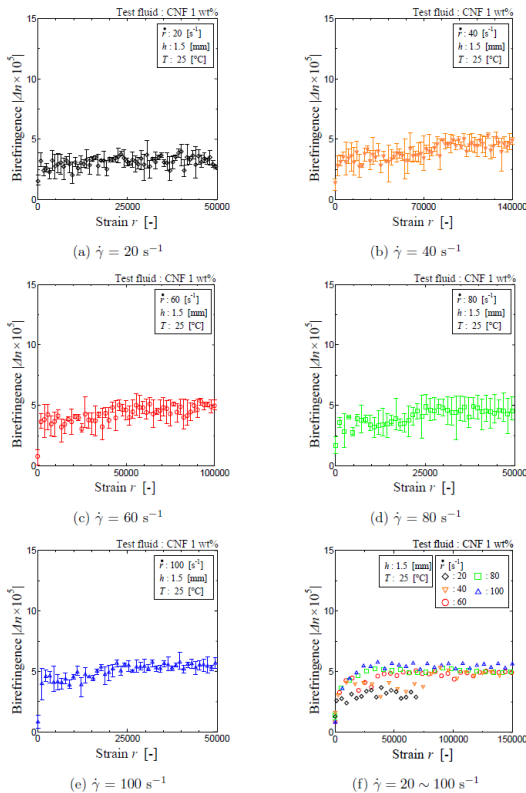 Test fluid : CNF 1 wt%
ṙ : 20 [s⁻¹]
h : 1.5 [mm]
T : 25 [°C]
Birefringence |Δn×10⁵|
15
10
5
0
0 50000
Strain r [-]
(a) γ̇ = 20 s⁻¹
Test fluid : CNF 1 wt%
ṙ : 40 [s⁻¹]
h : 1.5 [mm]
T : 25 [°C]
Birefringence |Δn×10⁵|
15
10
5
0
0 70000 140000
Strain r [-]
(b) γ̇ = 40 s⁻¹
Test fluid : CNF 1 wt%
ṙ : 60 [s⁻¹]
h : 1.5 [mm]
T : 25 [°C]
Birefringence |Δn×10⁵|
15
10
5
0
0 50000 100000
Strain r [-]
(c) γ̇ = 60 s⁻¹
Test fluid : CNF 1 wt%
ṙ : 80 [s⁻¹]
h : 1.5 [mm]
T : 25 [°C]
Birefringence |Δn×10⁵|
15
10
5
0
0 25000 50000
Strain r [-]
(d) γ̇ = 80 s⁻¹
Test fluid : CNF 1 wt%
ṙ : 100 [s⁻¹]
h : 1.5 [mm]
T : 25 [°C]
Birefringence |Δn×10⁵|
15
10
5
0
0 50000
Strain r [-]
(e) γ̇ = 100 s⁻¹
Test fluid : CNF 1 wt%
h : 1.5 [mm]
T : 25 [°C]
ṙ [s⁻¹]
: 20 : 80
: 40 : 100
: 60
Birefringence |Δn×10⁵|
15
10
5
0
0 50000 100000 150000
Strain r [-]
(f) γ̇ = 20 ∼ 100 s⁻¹